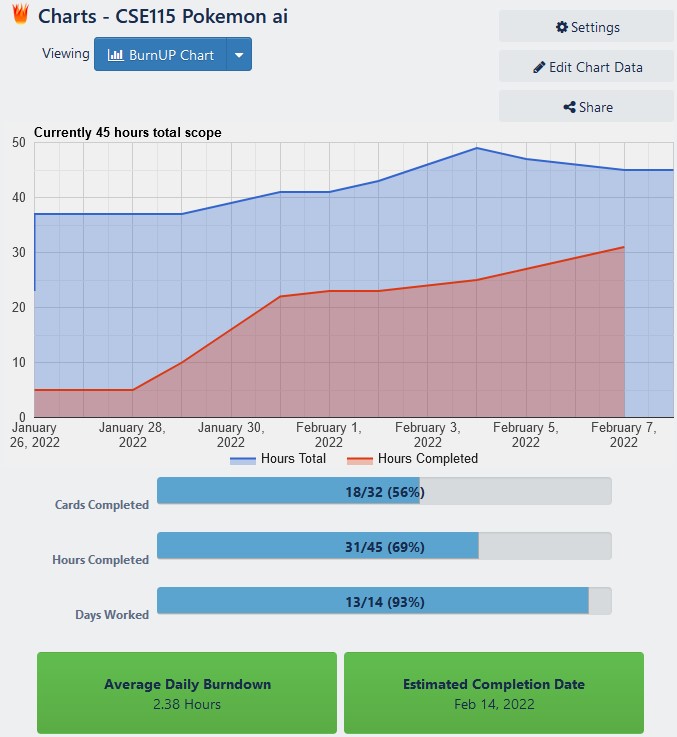 Charts - CSE115 Pokemon ai
Viewing
BurnUP Chart
Settings
Edit Chart Data
Share
Currently 45 hours total scope
50
40
30
20
10
0
January
26, 2022
January 28,
2022
January 30,
2022
February 1,
2022
February 3,
2022
February 5,
2022
February 7,
2022
Hours Total
Hours Completed
Cards Completed
18/32 (56%)
Hours Completed
31/45 (69%)
Days Worked
13/14 (93%)
Average Daily Burndown
2.38 Hours
Estimated Completion Date
Feb 14, 2022